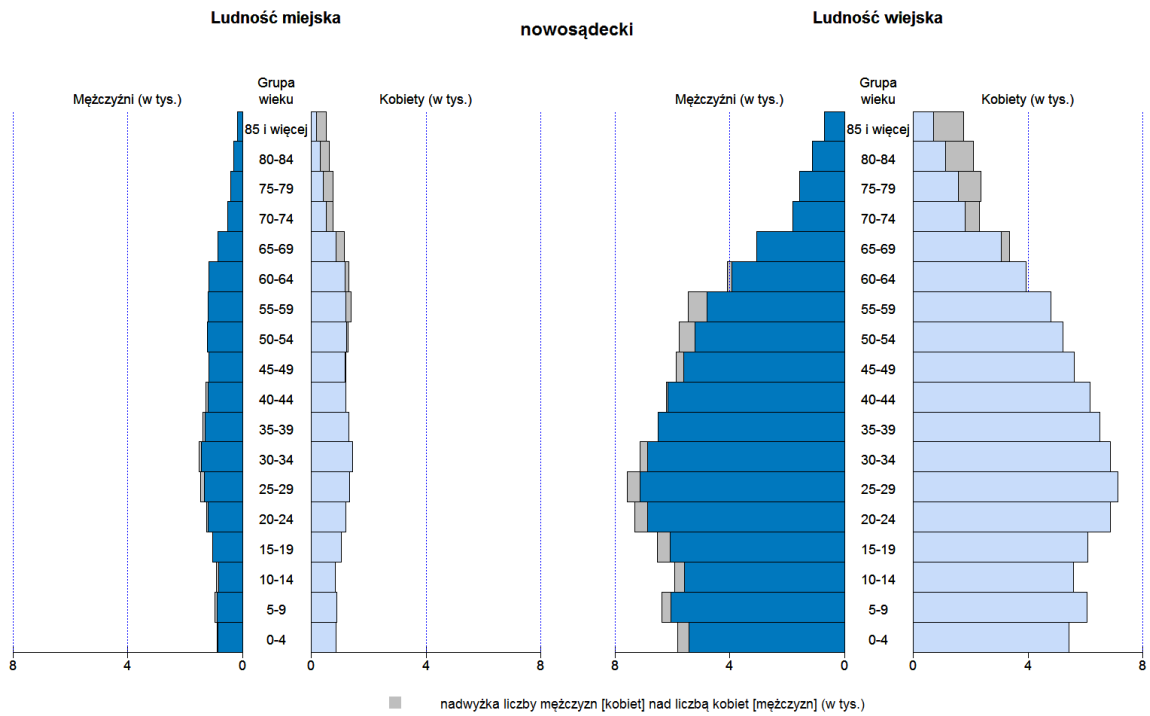 Ludność miejska
nowosądecki
Ludność wiejska
Mężczyźni (w tys.)
Grupa
wieku
Kobiety (w tys.)
Mężczyźni (w tys.)
Grupa
wieku
Kobiety (w tys.)
85 i więcej
80-84
75-79
70-74
65-69
60-64
55-59
50-54
45-49
40-44
35-39
30-34
25-29
20-24
15-19
10-14
5-9
0-4
85 i więcej
80-84
75-79
70-74
65-69
60-64
55-59
50-54
45-49
40-44
35-39
30-34
25-29
20-24
15-19
10-14
5-9
0-4
8 4 0 0 4 8 8 4 0 0 4 8
nadwyżka liczby mężczyzn [kobiet] nad liczbą kobiet [mężczyzn] (w tys.)